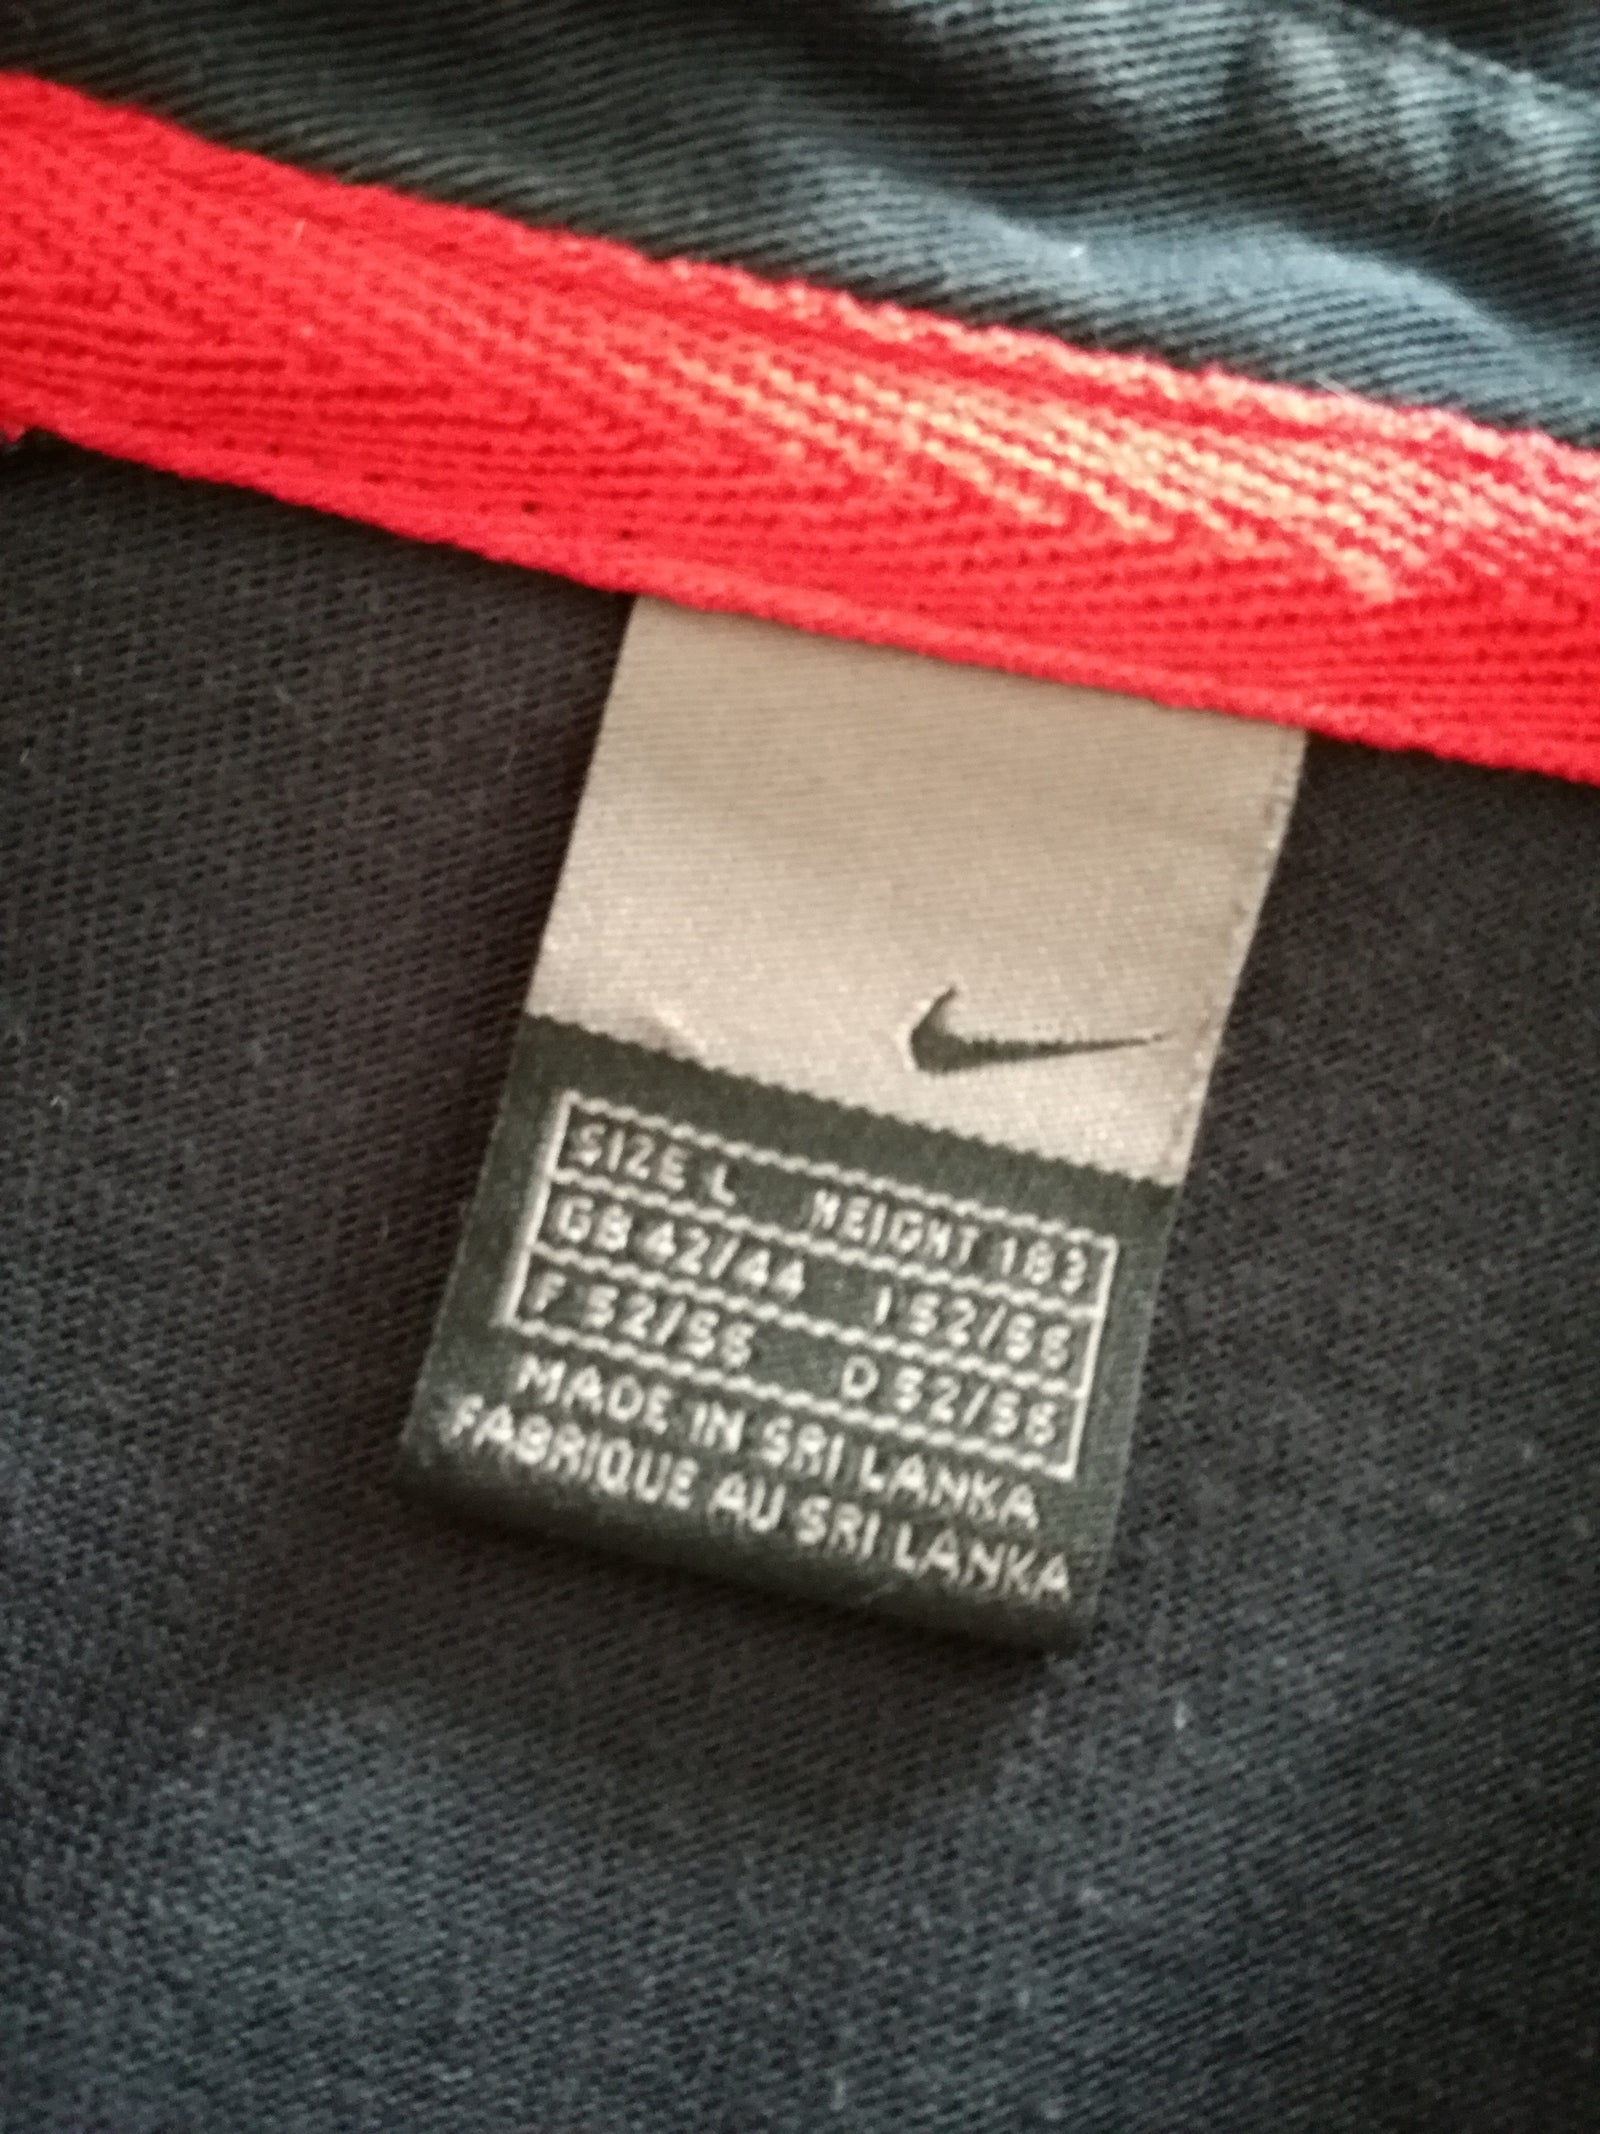 SIZE L HEIGHT 183
GB 42/44 I 52/56
F 52/56 D 52/56
MADE IN SRI LANKA
FABRIQUE AU SRI LANKA